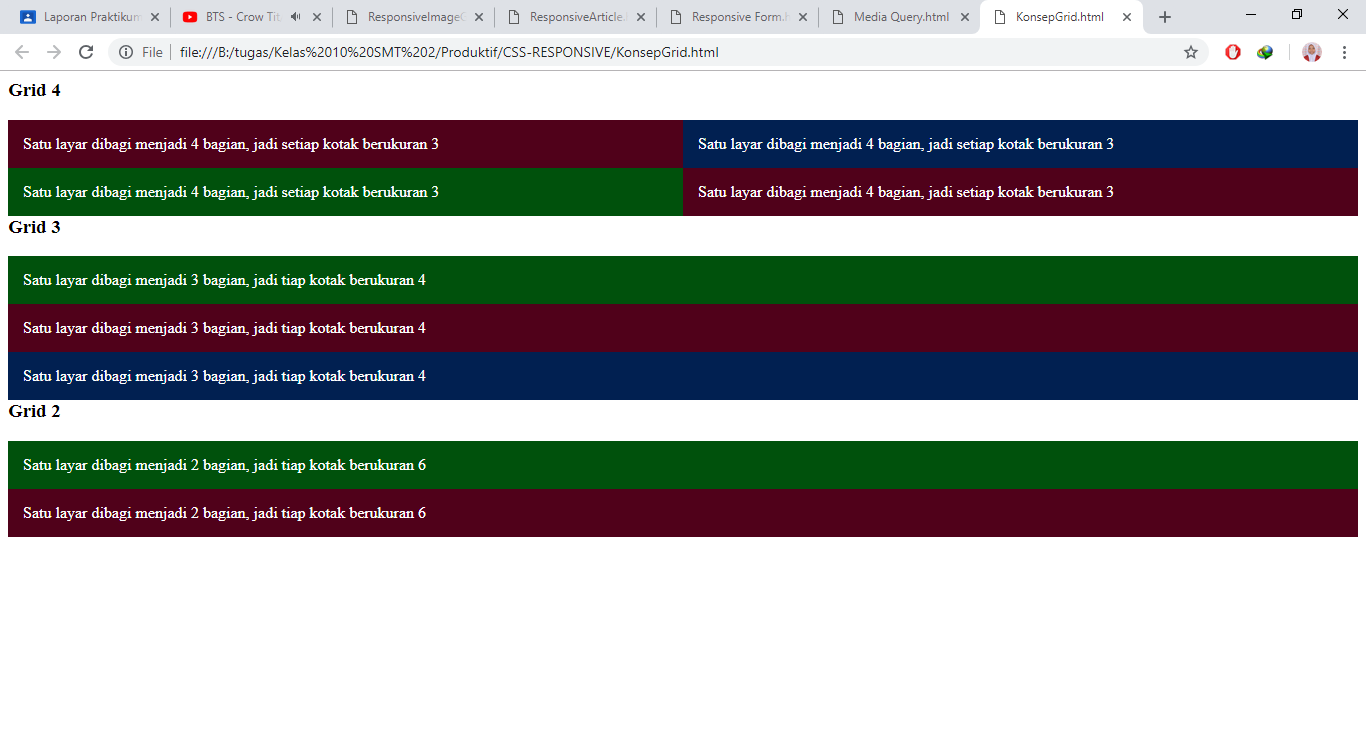 Laporan Praktikum
BTS - Crow Tit
ResponsiveImageG
ResponsiveArticle.
Responsive Form.h
Media Query.html
KonsepGrid.html
File
file:///B:/tugas/Kelas%2010%20SMT%202/Produktif/CSS-RESPONSIVE/KonsepGrid.html
Grid 4
Satu layar dibagi menjadi 4 bagian, jadi setiap kotak berukuran 3
Satu layar dibagi menjadi 4 bagian, jadi setiap kotak berukuran 3
Satu layar dibagi menjadi 4 bagian, jadi setiap kotak berukuran 3
Satu layar dibagi menjadi 4 bagian, jadi setiap kotak berukuran 3
Grid 3
Satu layar dibagi menjadi 3 bagian, jadi tiap kotak berukuran 4
Satu layar dibagi menjadi 3 bagian, jadi tiap kotak berukuran 4
Satu layar dibagi menjadi 3 bagian, jadi tiap kotak berukuran 4
Grid 2
Satu layar dibagi menjadi 2 bagian, jadi tiap kotak berukuran 6
Satu layar dibagi menjadi 2 bagian, jadi tiap kotak berukuran 6